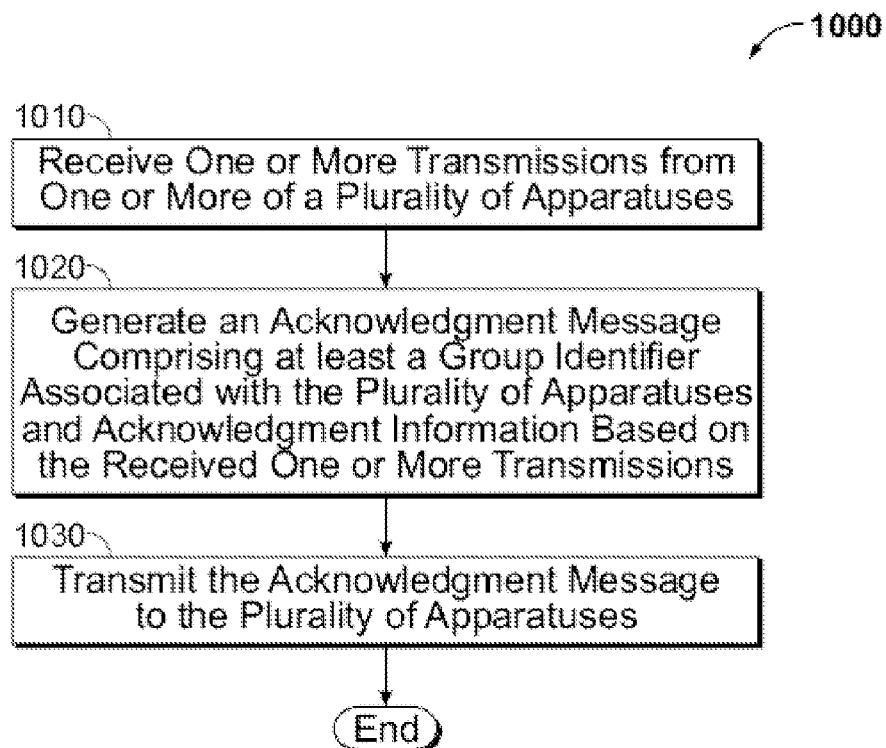 1000
1010
Receive One or More Transmissions from
One or More of a Plurality of Apparatuses
1020
Generate an Acknowledgment Message
Comprising at least a Group Identifier
Associated with the Plurality of Apparatuses
and Acknowledgment Information Based on
the Received One or More Transmissions
1030
Transmit the Acknowledgment Message
to the Plurality of Apparatuses
End